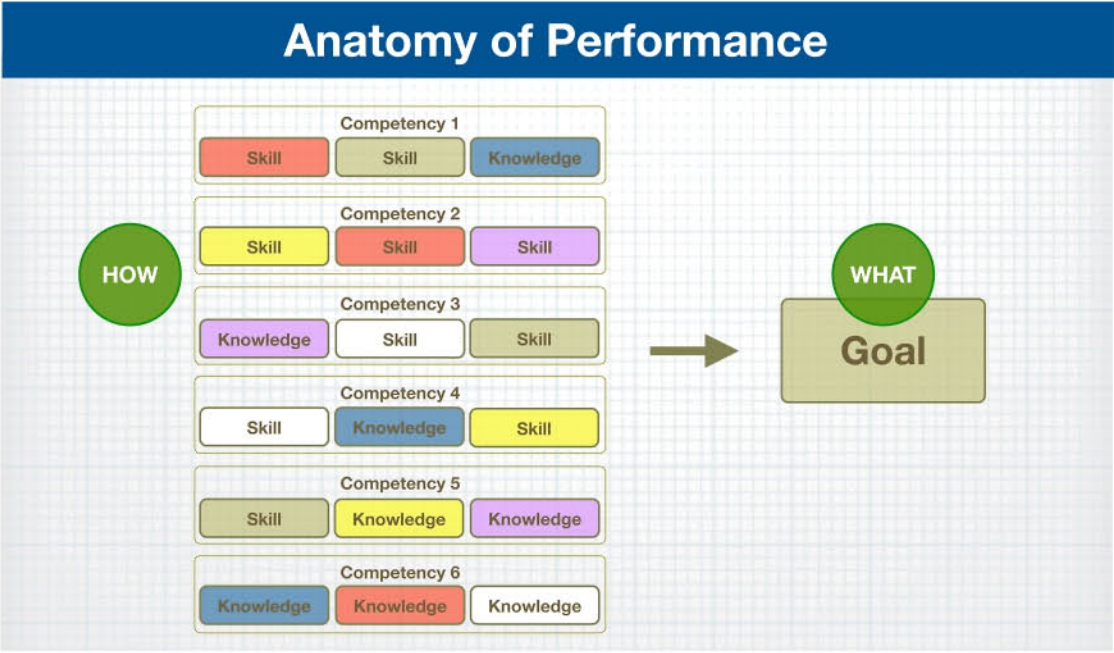 Anatomy of Performance
Competency 1
Skill Skill Knowledge
Competency 2
Skill Skill Skill
HOW
Competency 3
Knowledge Skill Skill
Competency 4
Skill Knowledge Skill
Competency 5
Skill Knowledge Knowledge
Competency 6
Knowledge Knowledge Knowledge
WHAT
Goal